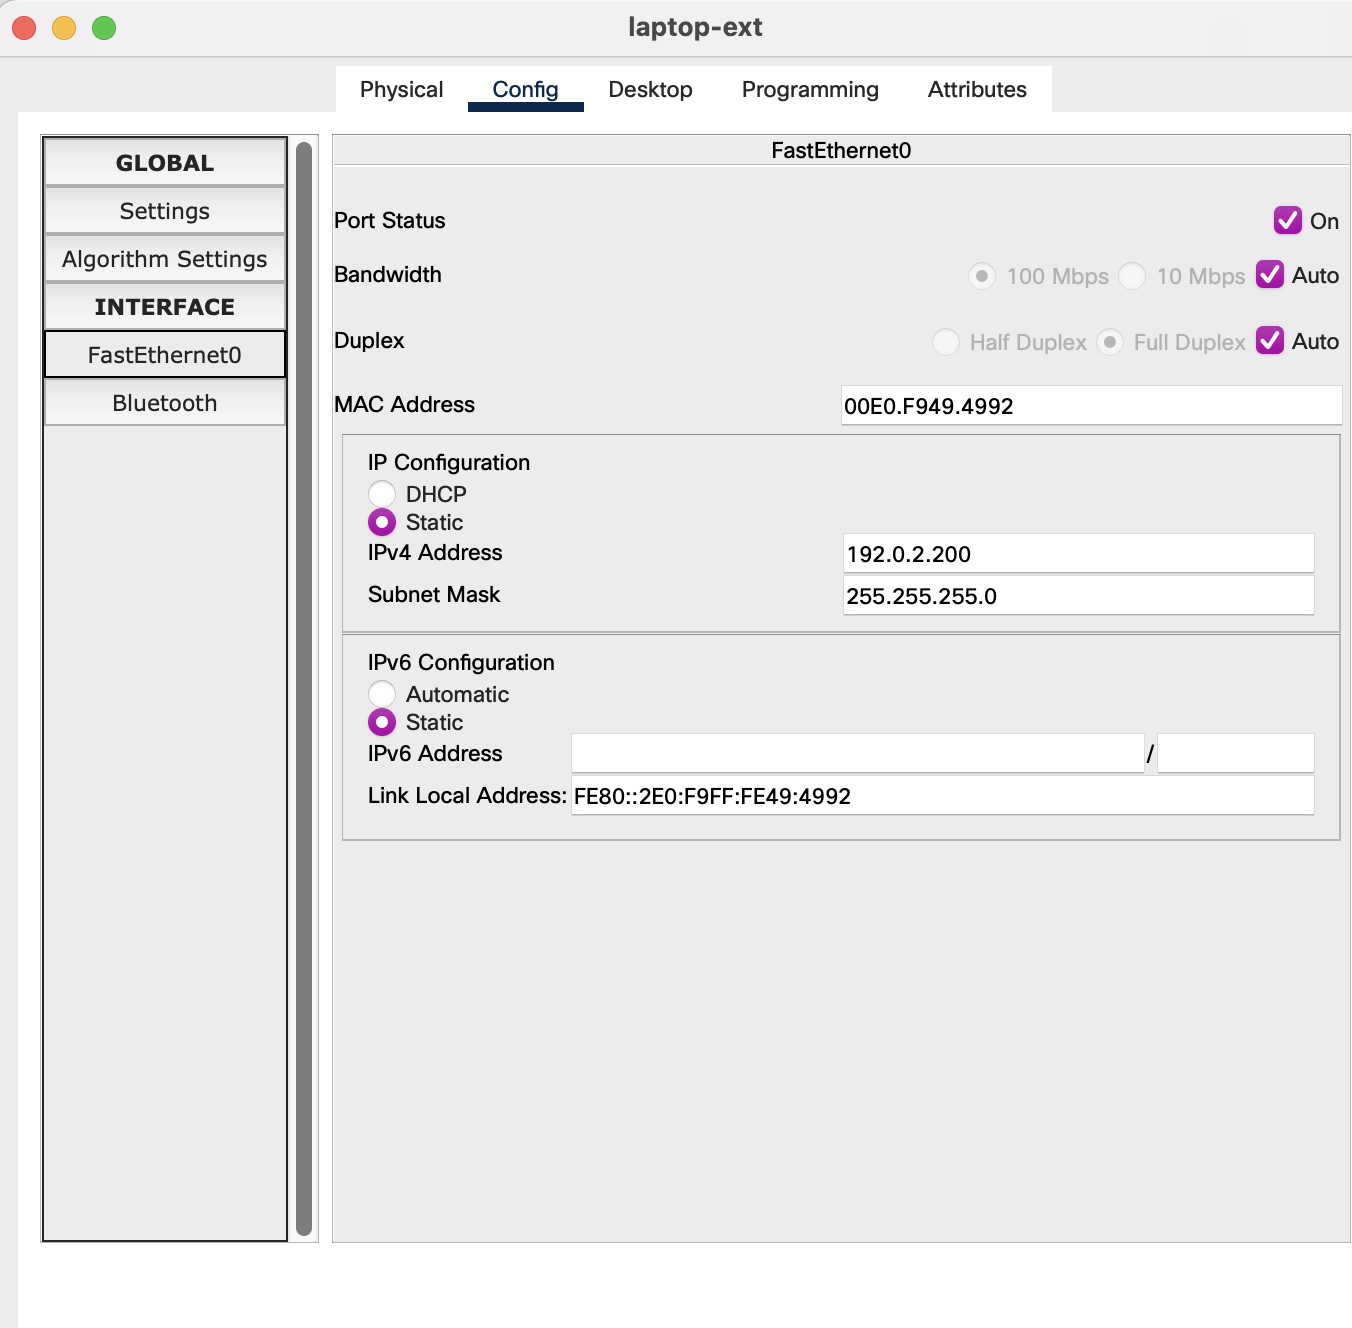 laptop-ext
Physical Config Desktop Programming Attributes
GLOBAL
Settings
Algorithm Settings
INTERFACE
FastEthernet0
Bluetooth
FastEthernet0
Port Status On
Bandwidth 100 Mbps 10 Mbps Auto
Duplex Half Duplex Full Duplex Auto
MAC Address 00E0.F949.4992
IP Configuration
DHCP
Static
IPv4 Address 192.0.2.200
Subnet Mask 255.255.255.0
IPv6 Configuration
Automatic
Static
IPv6 Address /
Link Local Address: FE80::2E0:F9FF:FE49:4992